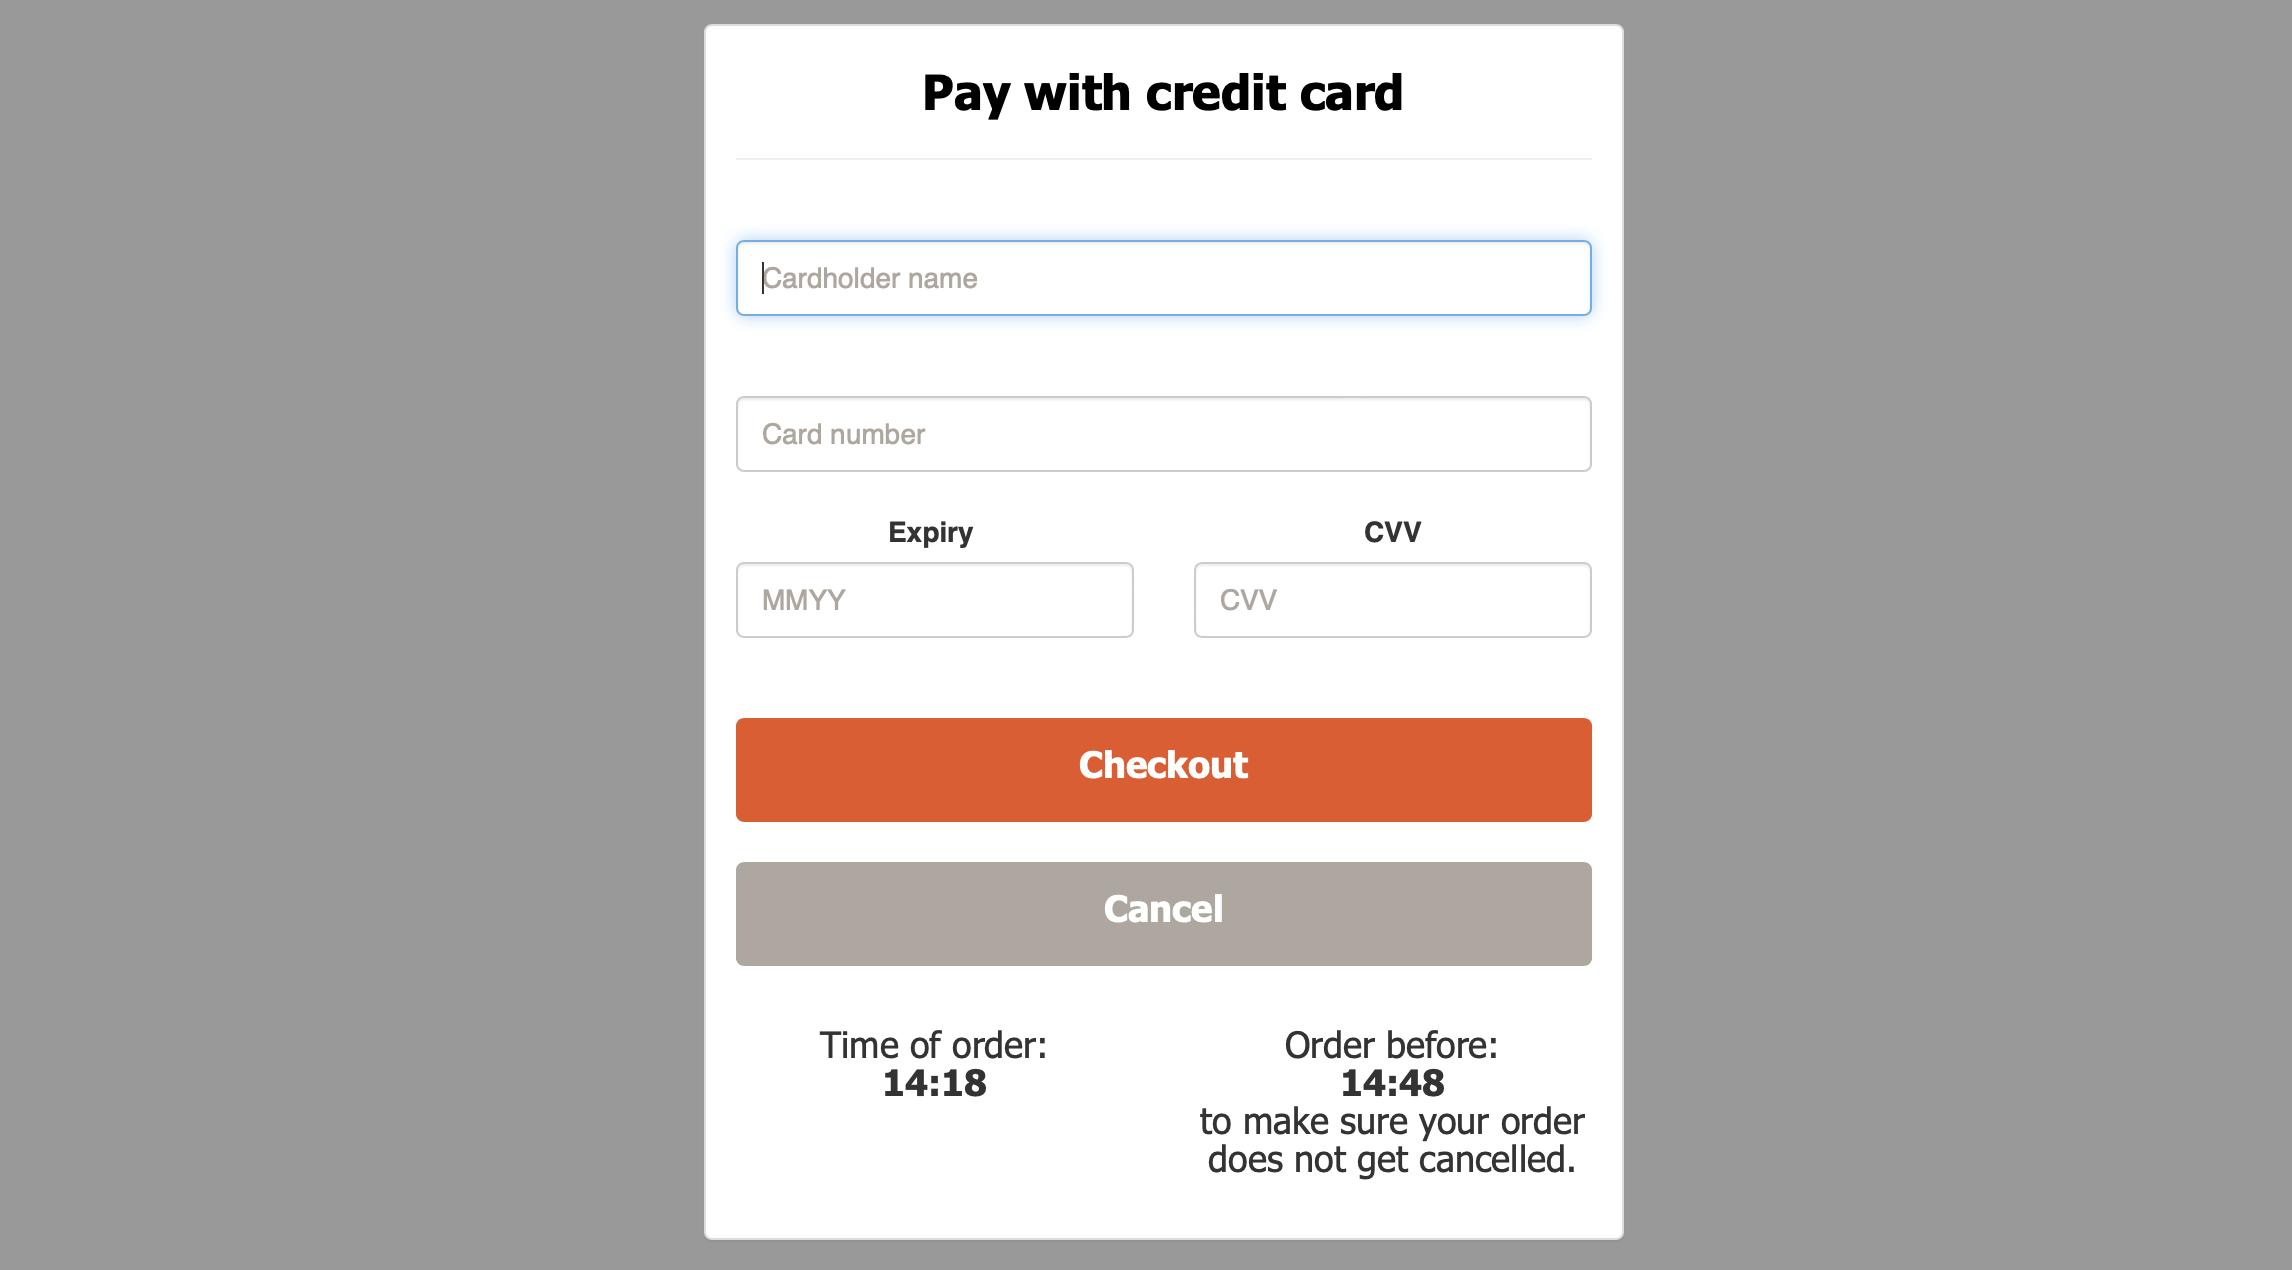 Pay with credit card
Cardholder name
Card number
Expiry
CVV
MMYY
CVV
Checkout
Cancel
Time of order:
14:18
Order before:
14:48
to make sure your order
does not get cancelled.